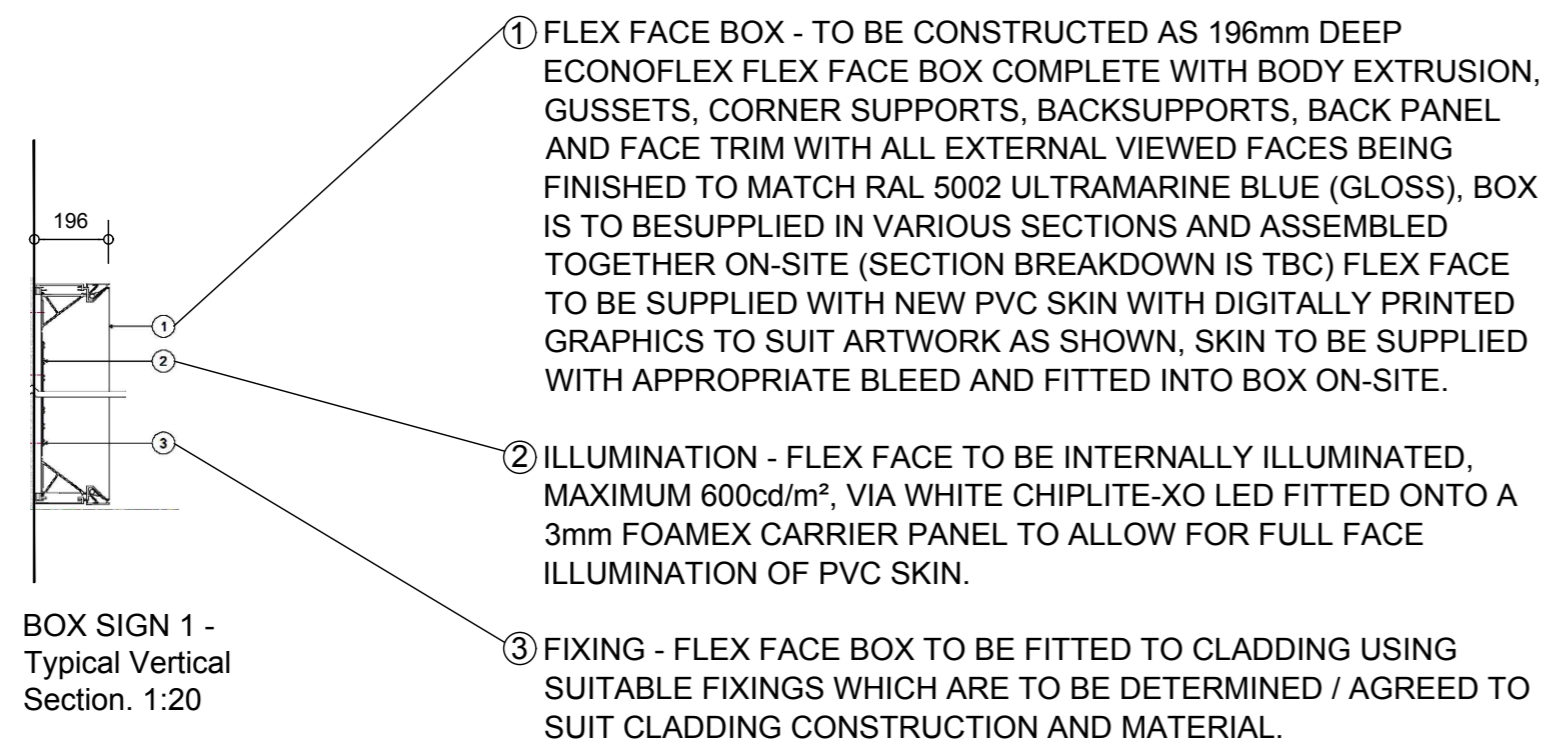 ① FLEX FACE BOX - TO BE CONSTRUCTED AS 196mm DEEP
ECONOFLEX FLEX FACE BOX COMPLETE WITH BODY EXTRUSION,
GUSSETS, CORNER SUPPORTS, BACKSUPPORTS, BACK PANEL
AND FACE TRIM WITH ALL EXTERNAL VIEWED FACES BEING
FINISHED TO MATCH RAL 5002 ULTRAMARINE BLUE (GLOSS), BOX
IS TO BESUPPLIED IN VARIOUS SECTIONS AND ASSEMBLED
TOGETHER ON-SITE (SECTION BREAKDOWN IS TBC) FLEX FACE
TO BE SUPPLIED WITH NEW PVC SKIN WITH DIGITALLY PRINTED
GRAPHICS TO SUIT ARTWORK AS SHOWN, SKIN TO BE SUPPLIED
WITH APPROPRIATE BLEED AND FITTED INTO BOX ON-SITE.
② ILLUMINATION - FLEX FACE TO BE INTERNALLY ILLUMINATED,
MAXIMUM 600cd/m², VIA WHITE CHIPLITE-XO LED FITTED ONTO A
3mm FOAMEX CARRIER PANEL TO ALLOW FOR FULL FACE
ILLUMINATION OF PVC SKIN.
③ FIXING - FLEX FACE BOX TO BE FITTED TO CLADDING USING
SUITABLE FIXINGS WHICH ARE TO BE DETERMINED / AGREED TO
SUIT CLADDING CONSTRUCTION AND MATERIAL.
196
1
2
3
BOX SIGN 1 -
Typical Vertical
Section. 1:20